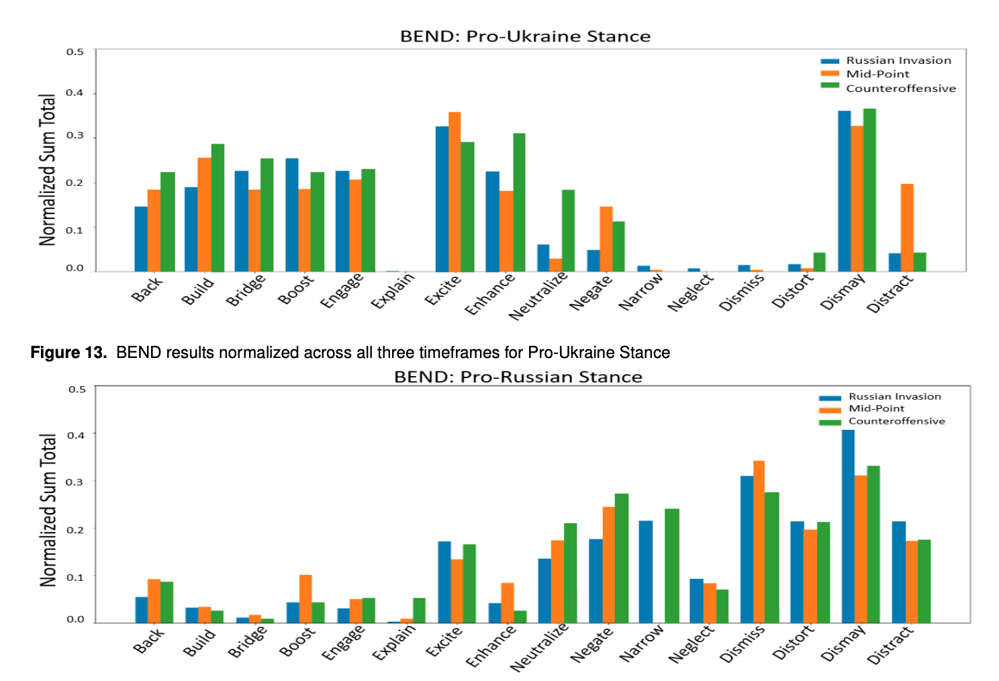 BEND: Pro-Ukraine Stance
0.5
0.4
0.3
0.2
0.1
0.0
Normalized Sum Total
Russian Invasion
Mid-Point
Counteroffensive
Back
Build
Bridge
Boost
Engage
Explain
Excite
Enhance
Neutralize
Negate
Narrow
Neglect
Dismiss
Distort
Dismay
Distract
Figure 13. BEND results normalized across all three timeframes for Pro-Ukraine Stance
BEND: Pro-Russian Stance
0.5
0.4
0.3
0.2
0.1
0.0
Normalized Sum Total
Russian Invasion
Mid-Point
Counteroffensive
Back
Build
Bridge
Boost
Engage
Explain
Excite
Enhance
Neutralize
Negate
Narrow
Neglect
Dismiss
Distort
Dismay
Distract